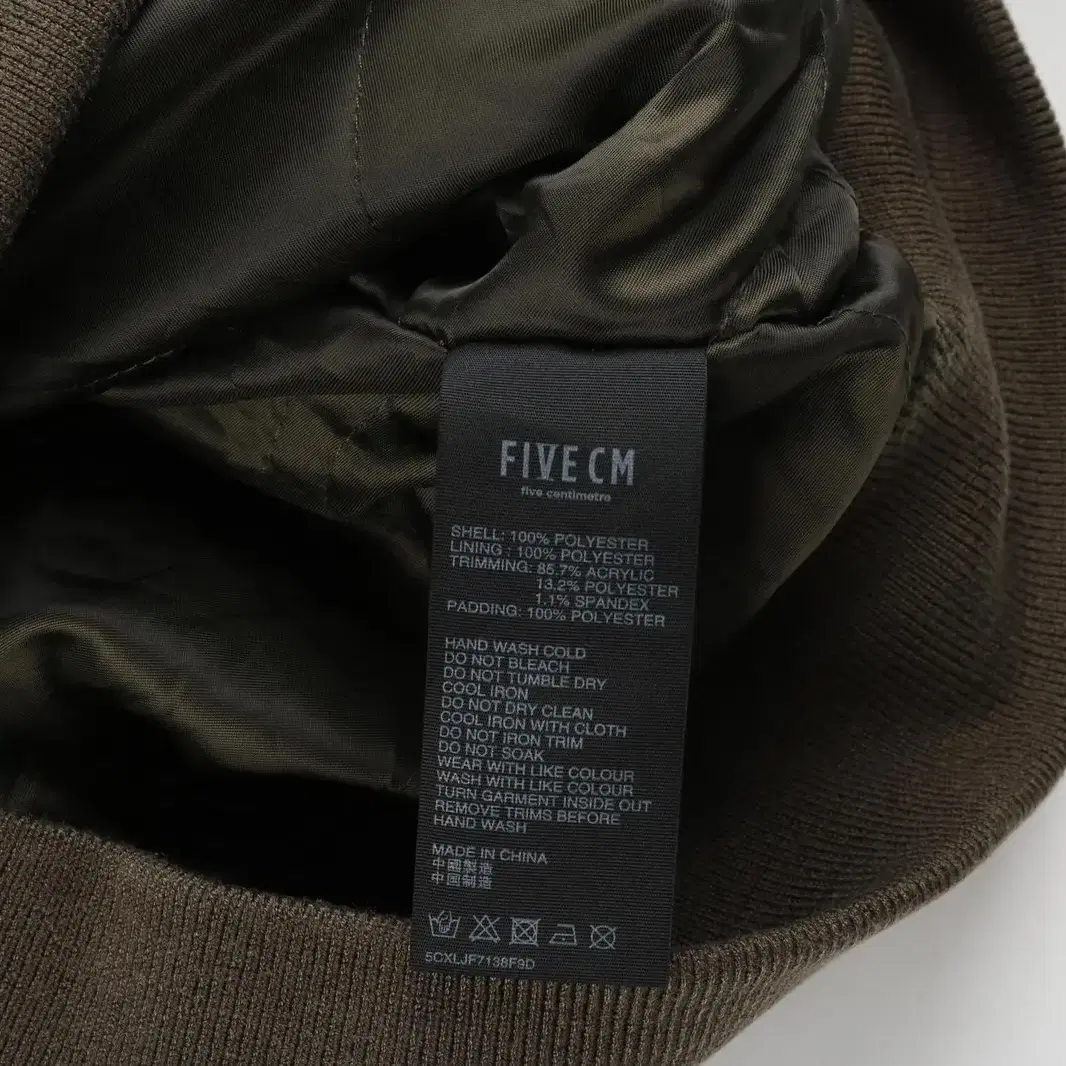 FIVE CM
five centimetre
SHELL: 100% POLYESTER
LINING : 100% POLYESTER
TRIMMING: 85.7% ACRYLIC
13.2% POLYESTER
1.1% SPANDEX
PADDING: 100% POLYESTER
HAND WASH COLD
DO NOT BLEACH
DO NOT TUMBLE DRY
COOL IRON
DO NOT DRY CLEAN
COOL IRON WITH CLOTH
DO NOT IRON TRIM
DO NOT SOAK
WEAR WITH LIKE COLOUR
WASH WITH LIKE COLOUR
TURN GARMENT INSIDE OUT
REMOVE TRIMS BEFORE
HAND WASH
MADE IN CHINA
中國製造
中国制造
5CXLJF7138F9D